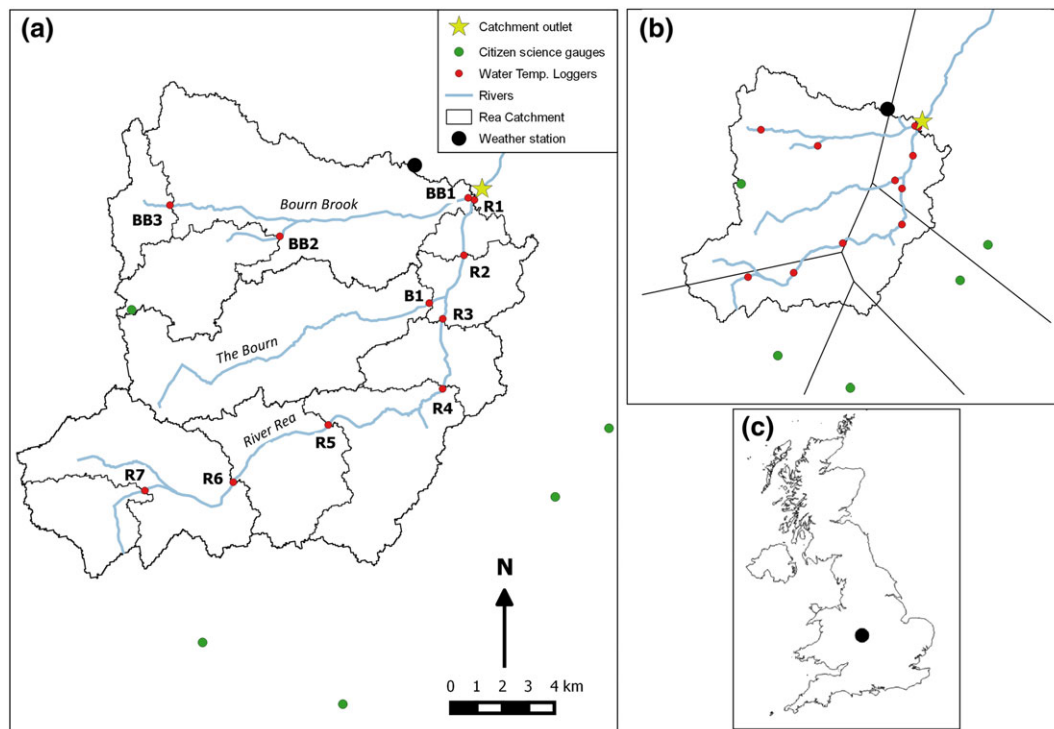 (a)
Catchment outlet
Citizen science gauges
Water Temp. Loggers
Rivers
Rea Catchment
Weather station
BB1
R1
BB3
Bourn Brook
BB2
R2
B1
R3
The Bourn
R4
River Rea
R5
R7
R6
N
0 1 2 3 4 km
(b)
(c)